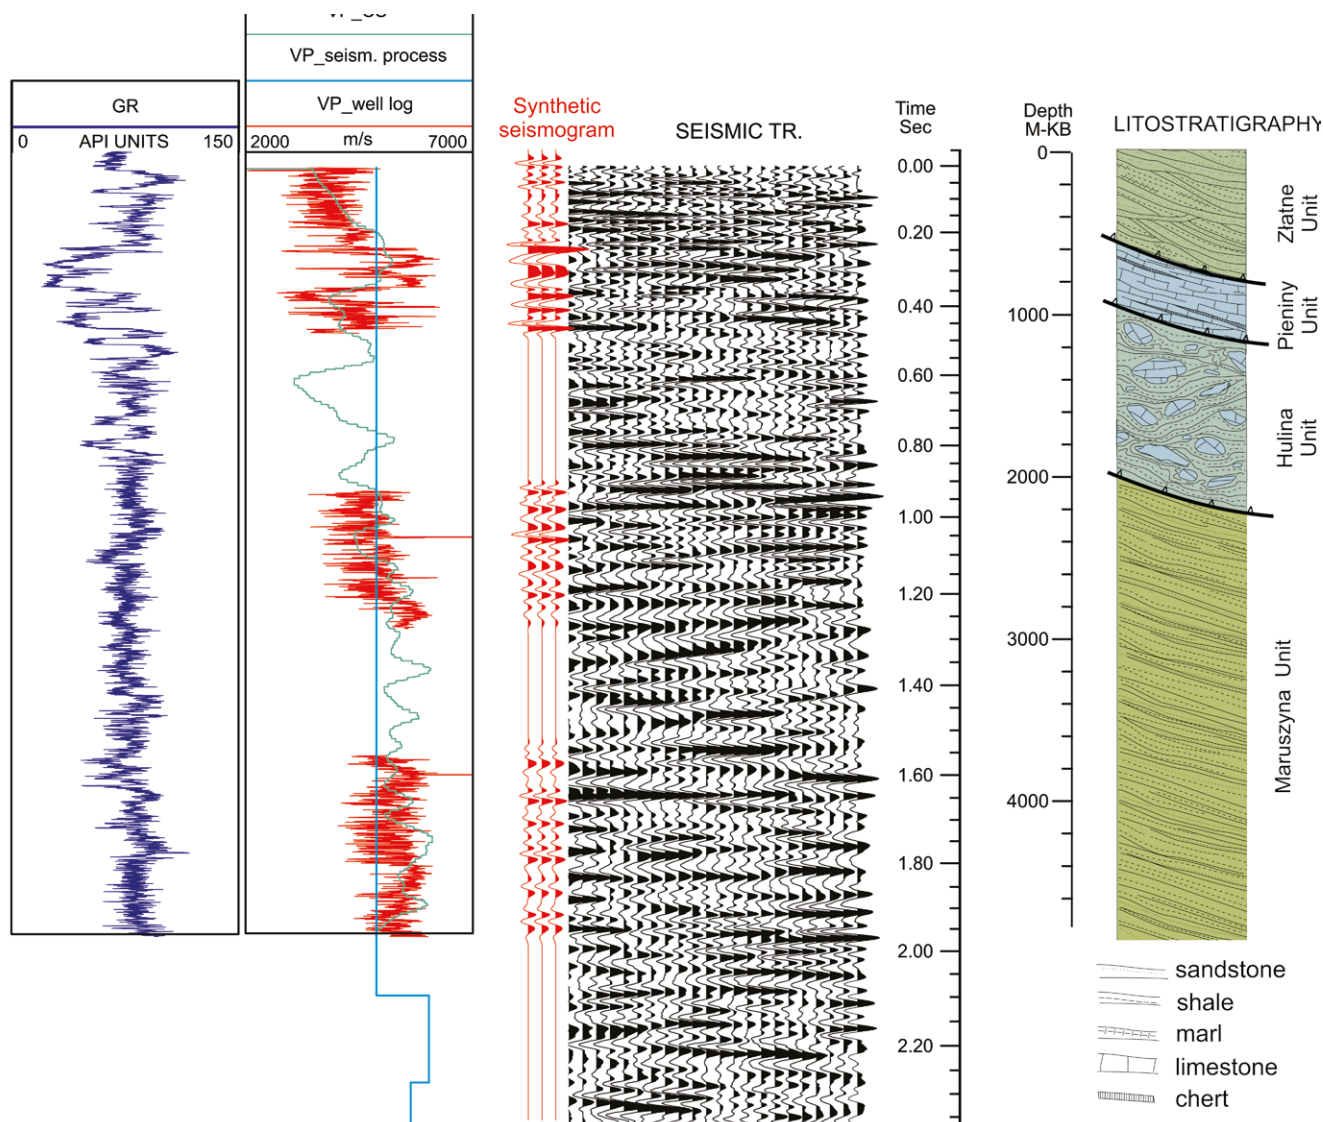 VP_seism. process
GR
VP_well log
API UNITS
0
150
2000
m/s
7000
Synthetic
seismogram
SEISMIC TR.
Time
Sec
0.00
0.20
0.40
0.60
0.80
1.00
1.20
1.40
1.60
1.80
2.00
2.20
Depth
M-KB
0
1000
2000
3000
4000
LITOSTRATIGRAPHY
Złatne
Unit
Pieniny
Unit
Hulina
Unit
Maruszyna Unit
sandstone
shale
marl
limestone
chert